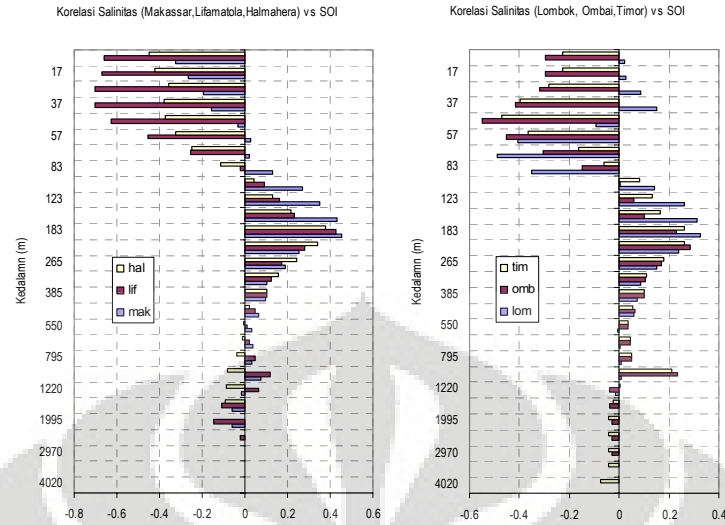 Korelasi Salinitas (Makassar,Lifamatola,Halmahera) vs SOI
17
37
57
83
123
183
265
385
550
795
1220
1995
2970
4020
Kedalamn (m)
hal
lif
mak
-0.8 -0.6 -0.4 -0.2 0 0.2 0.4 0.6
Korelasi Salinitas (Lombok, Ombai,Timor) vs SOI
17
37
57
83
123
183
265
385
550
795
1220
1995
2970
4020
Kedalamn (m)
tim
omb
lom
-0.6 -0.4 -0.2 0 0.2 0.4